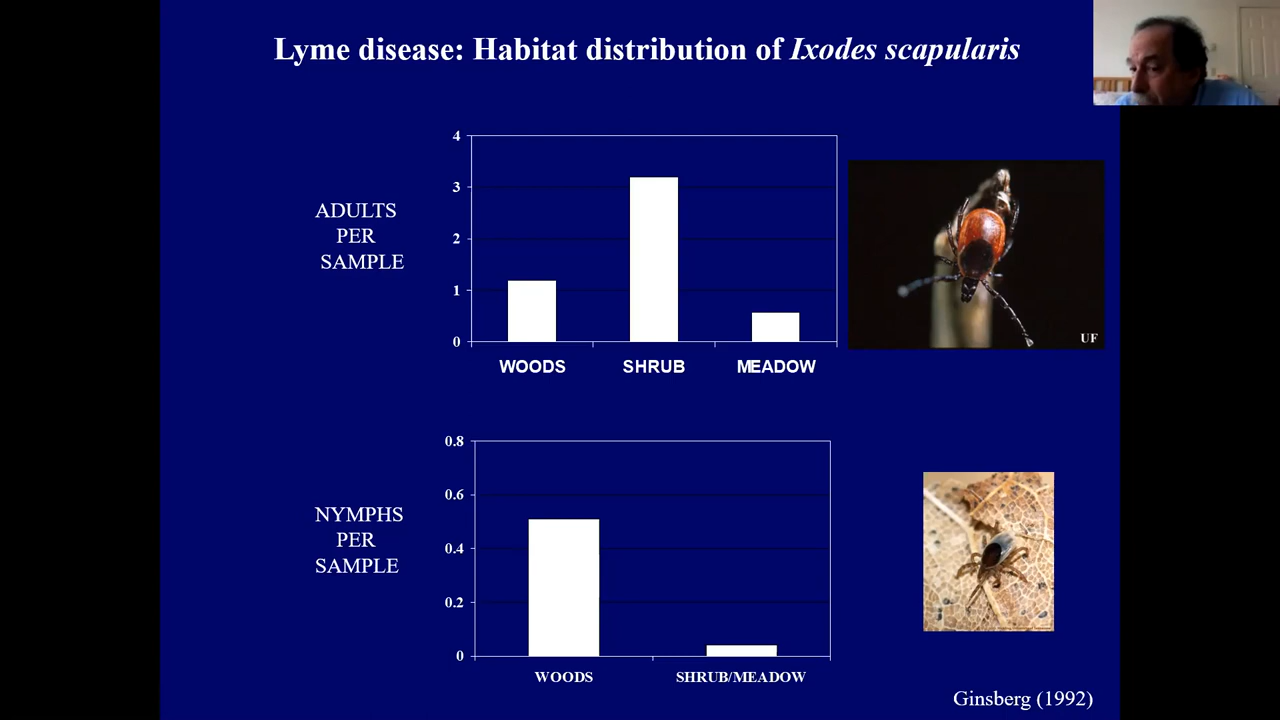 Lyme disease: Habitat distribution of Ixodes scapularis
ADULTS
PER
SAMPLE
4
3
2
1
0
WOODS
SHRUB
MEADOW
UF
NYMPHS
PER
SAMPLE
0.8
0.6
0.4
0.2
0
WOODS
SHRUB/MEADOW
Ginsberg (1992)